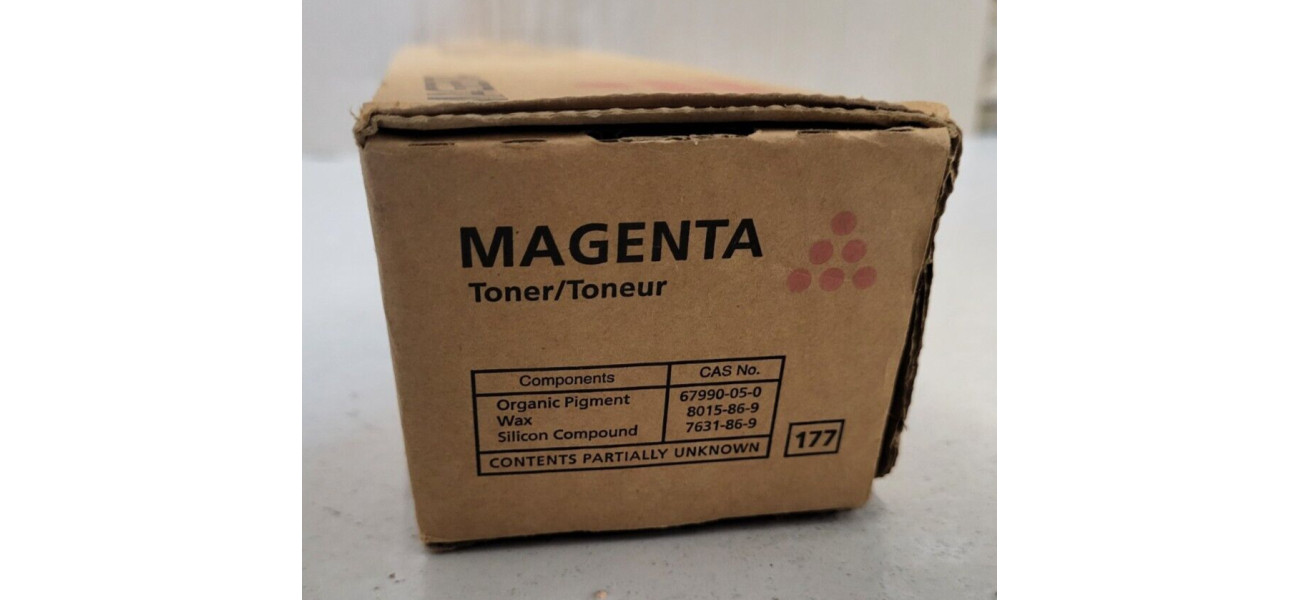 MAGENTA
Toner/Toneur
Components CAS No.
Organic Pigment 67990-05-0
Wax 8015-86-9
Silicon Compound 7631-86-9
CONTENTS PARTIALLY UNKNOWN
177